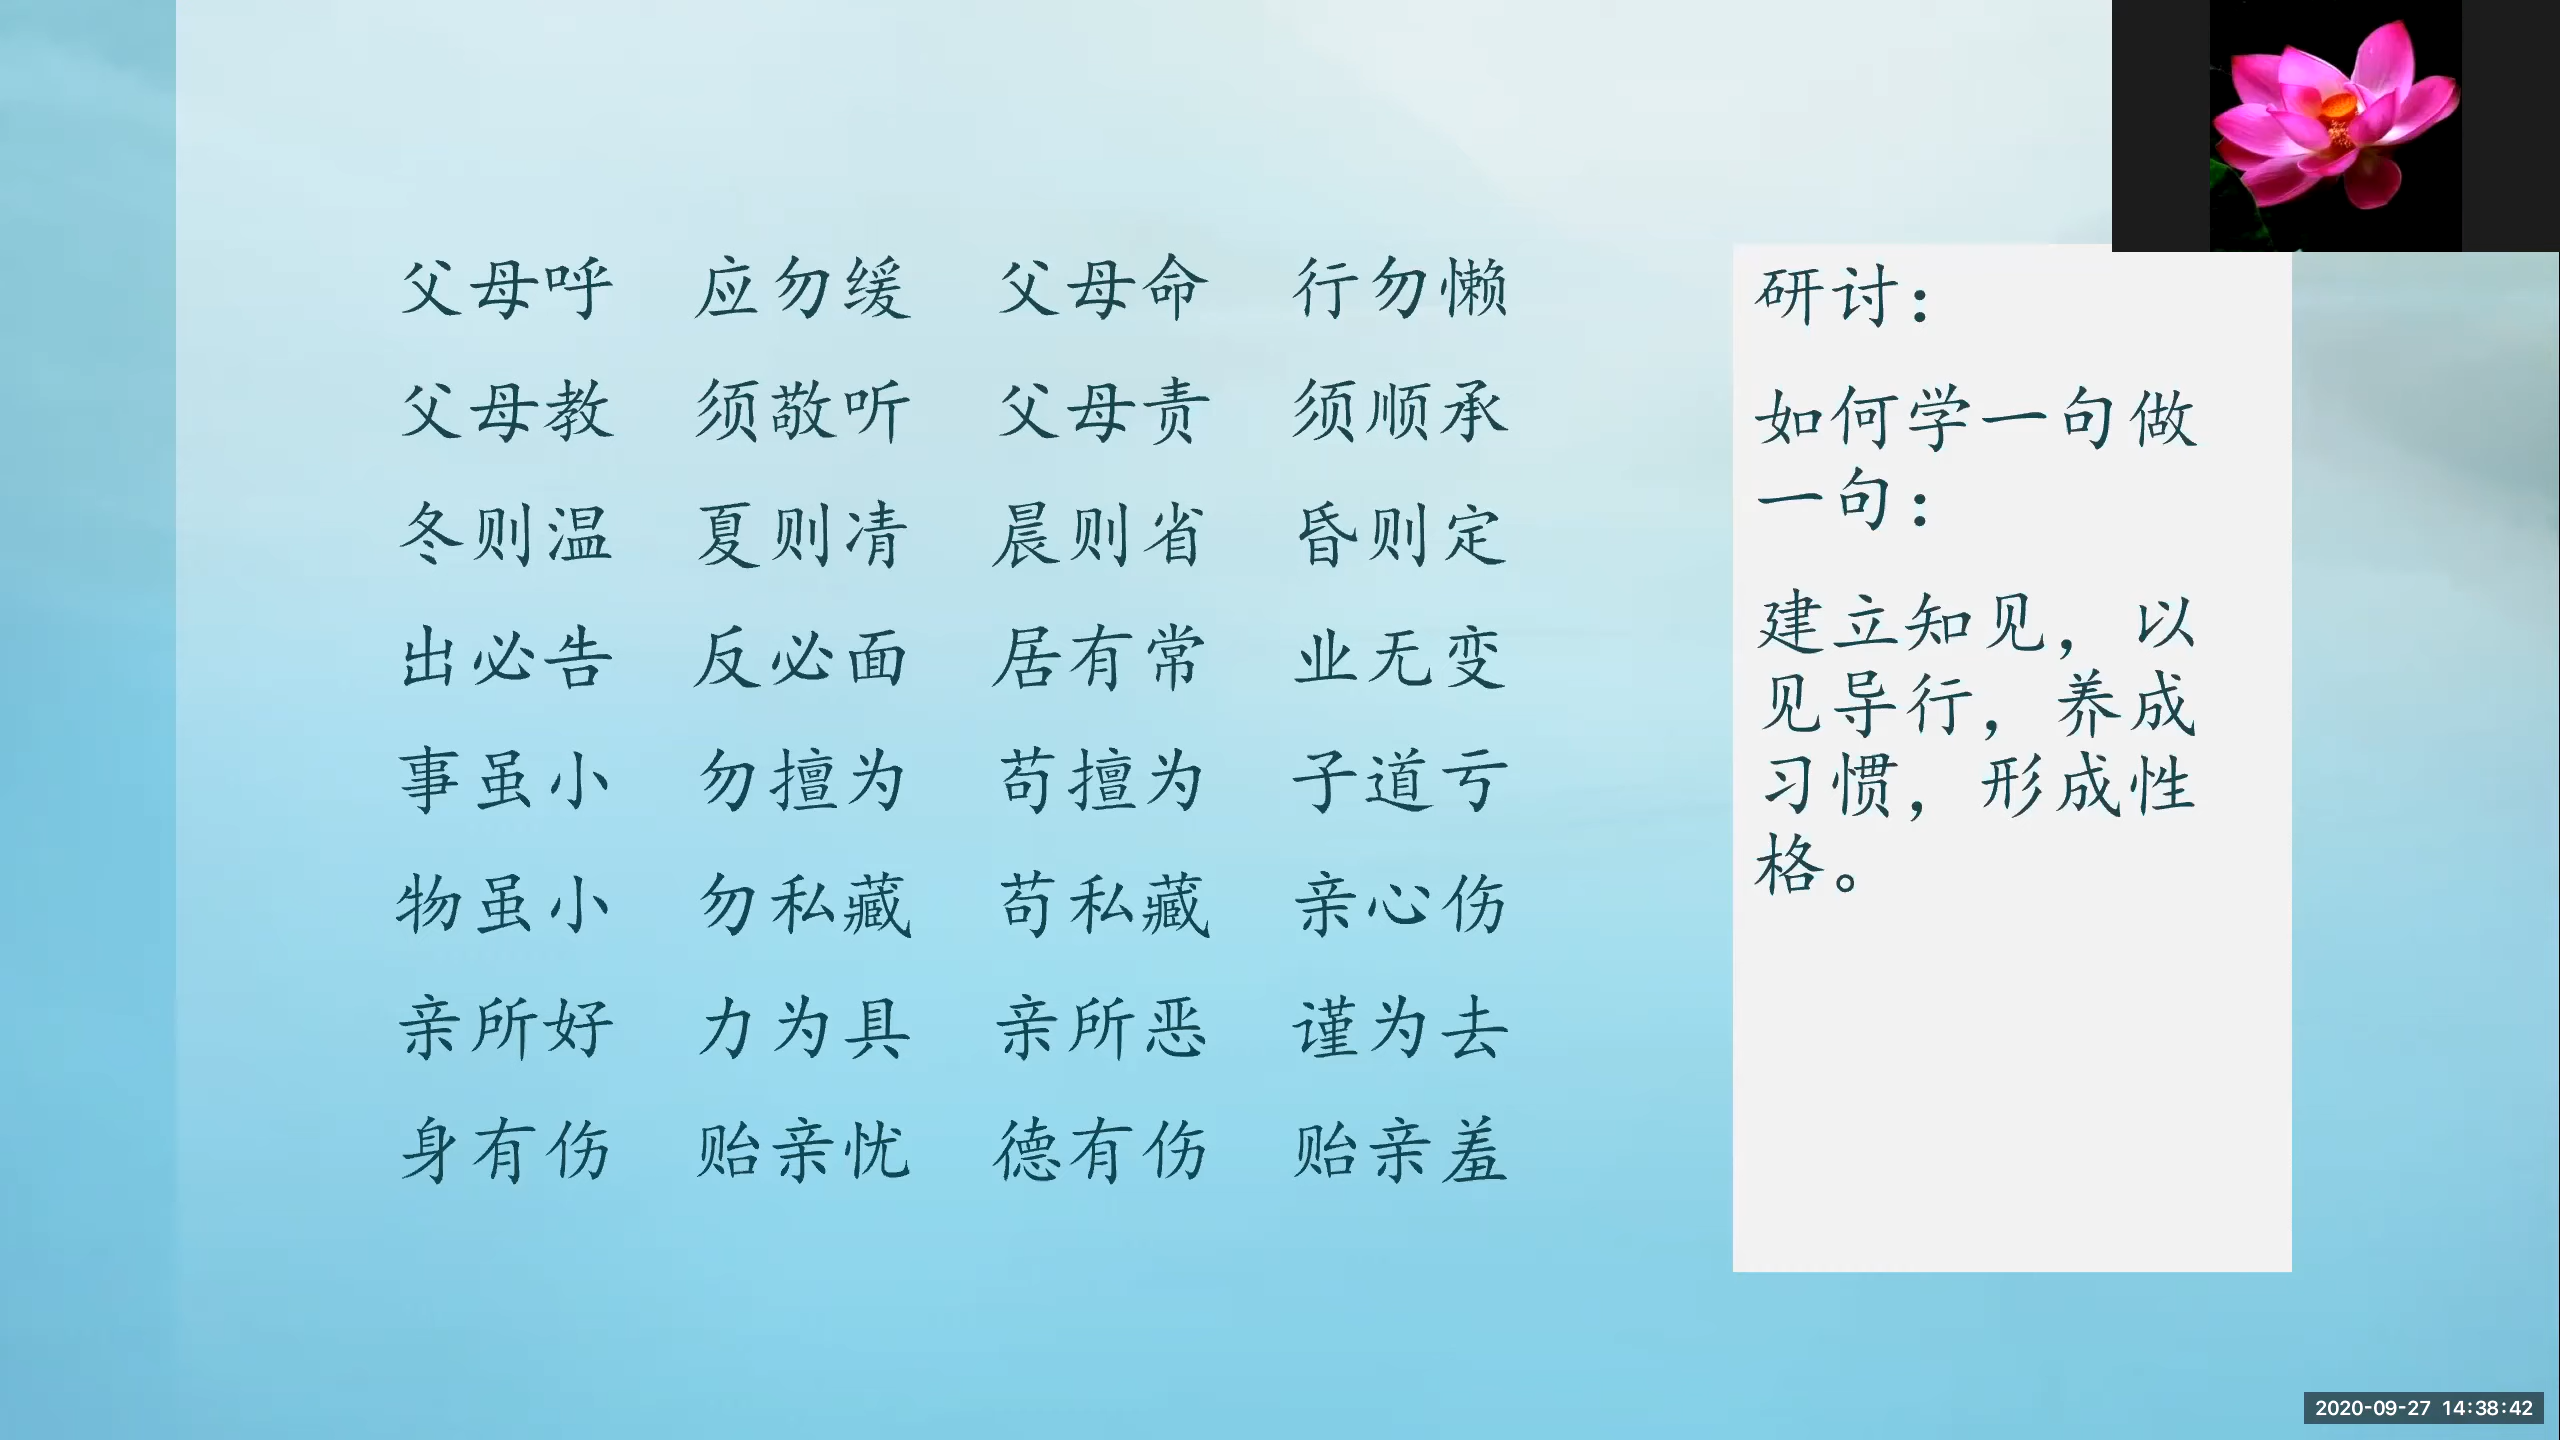 父母呼 应勿缓 父母命 行勿懒
父母教 须敬听 父母责 须顺承
冬则温 夏则凊 晨则省 昏则定
出必告 反必面 居有常 业无变
事虽小 勿擅为 苟擅为 子道亏
物虽小 勿私藏 苟私藏 亲心伤
亲所好 力为具 亲所恶 谨为去
身有伤 贻亲忧 德有伤 贻亲羞
研讨：
如何学一句做
一句：
建立知见，以
见导行，养成
习惯，形成性
格。
2020-09-27 14:38:42